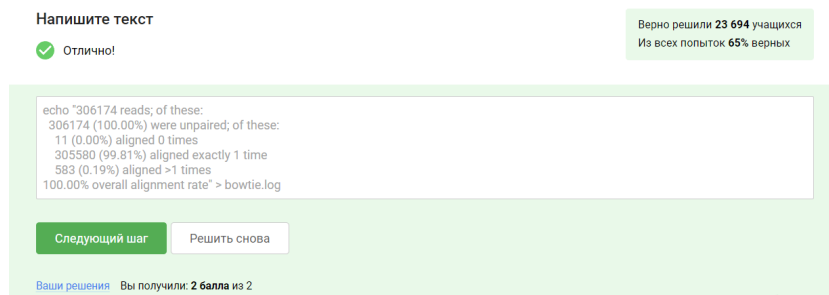 Напишите текст
Отлично!
Верно решили 23 694 учащихся
Из всех попыток 65% верных
echo "306174 reads; of these:
306174 (100.00%) were unpaired; of these:
11 (0.00%) aligned 0 times
305580 (99.81%) aligned exactly 1 time
583 (0.19%) aligned >1 times
100.00% overall alignment rate" > bowtie.log
Следующий шаг
Решить снова
Ваши решения Вы получили: 2 балла из 2